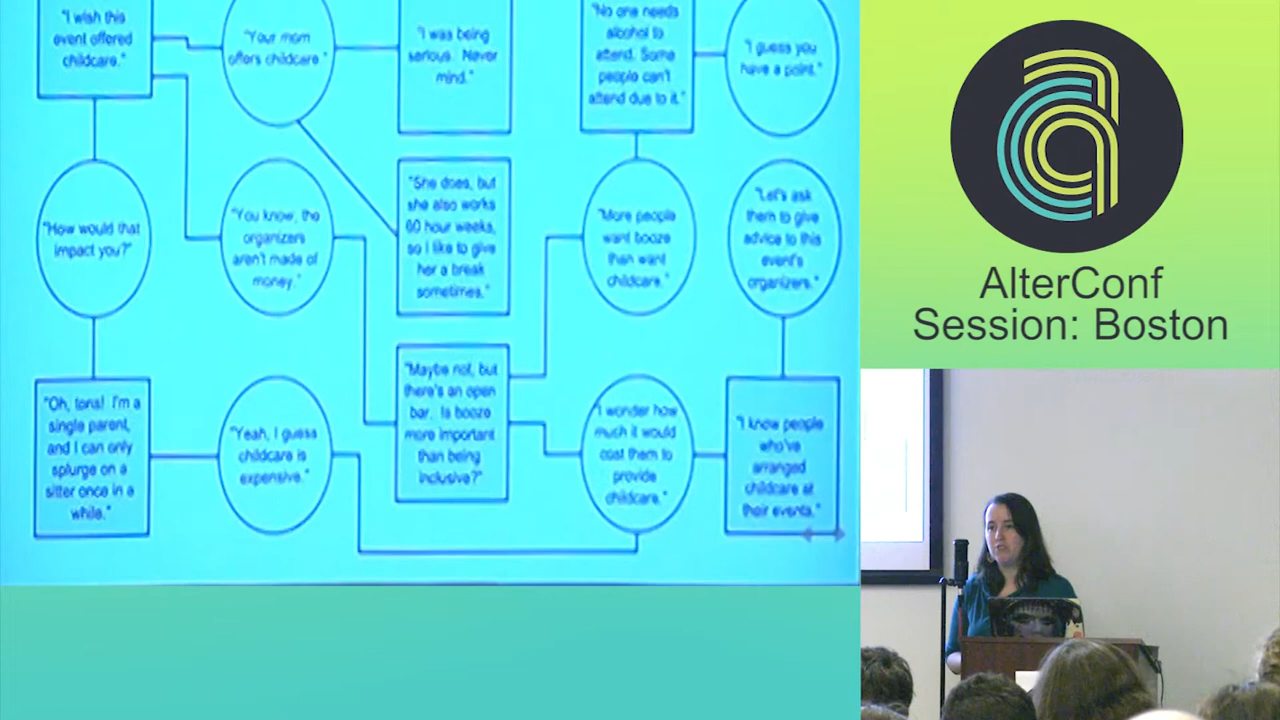 "I wish this
event offered
childcare."
"Your mom
offers childcare."
"I was being
serious. Never
mind."
"No one needs
alcohol to
attend. Some
people can't
attend due to it."
"I guess you
have a point."
"How would that
impact you?"
"You know, the
organizers
aren't made of
money."
"She does, but
she also works
60 hour weeks,
so I like to give
her a break
sometimes."
"More people
want booze
than want
childcare."
"Let's ask
them to give
advice to this
event's
organizers."
"Oh, tons! I'm a
single parent,
and I can only
splurge on a
sitter once in a
while."
"Yeah, I guess
childcare is
expensive."
"Maybe not, but
there's an open
bar. Is booze
more important
than being
inclusive?"
"I wonder how
much it would
cost them to
provide
childcare."
"I know people
who've
arranged
childcare at
their events."
AlterConf
Session: Boston